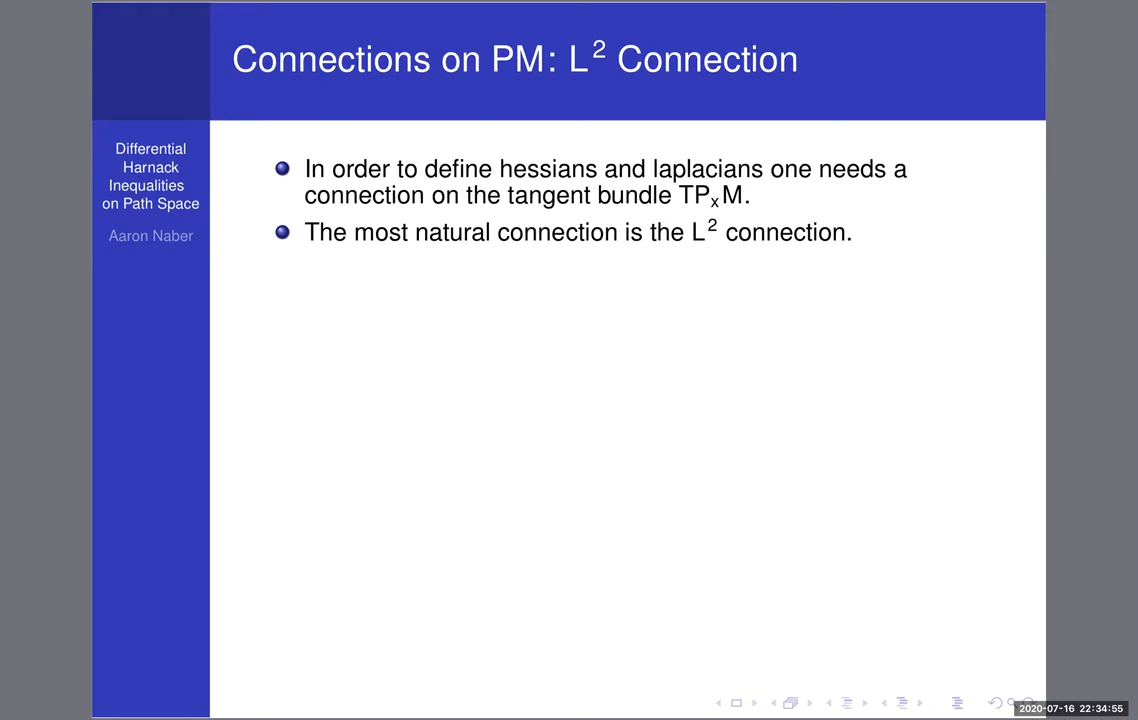 Connections on PM: L² Connection
Differential
Harnack
Inequalities
on Path Space
Aaron Naber
In order to define hessians and laplacians one needs a
connection on the tangent bundle TPₓM.
The most natural connection is the L² connection.
2020-07-16 22:34:55